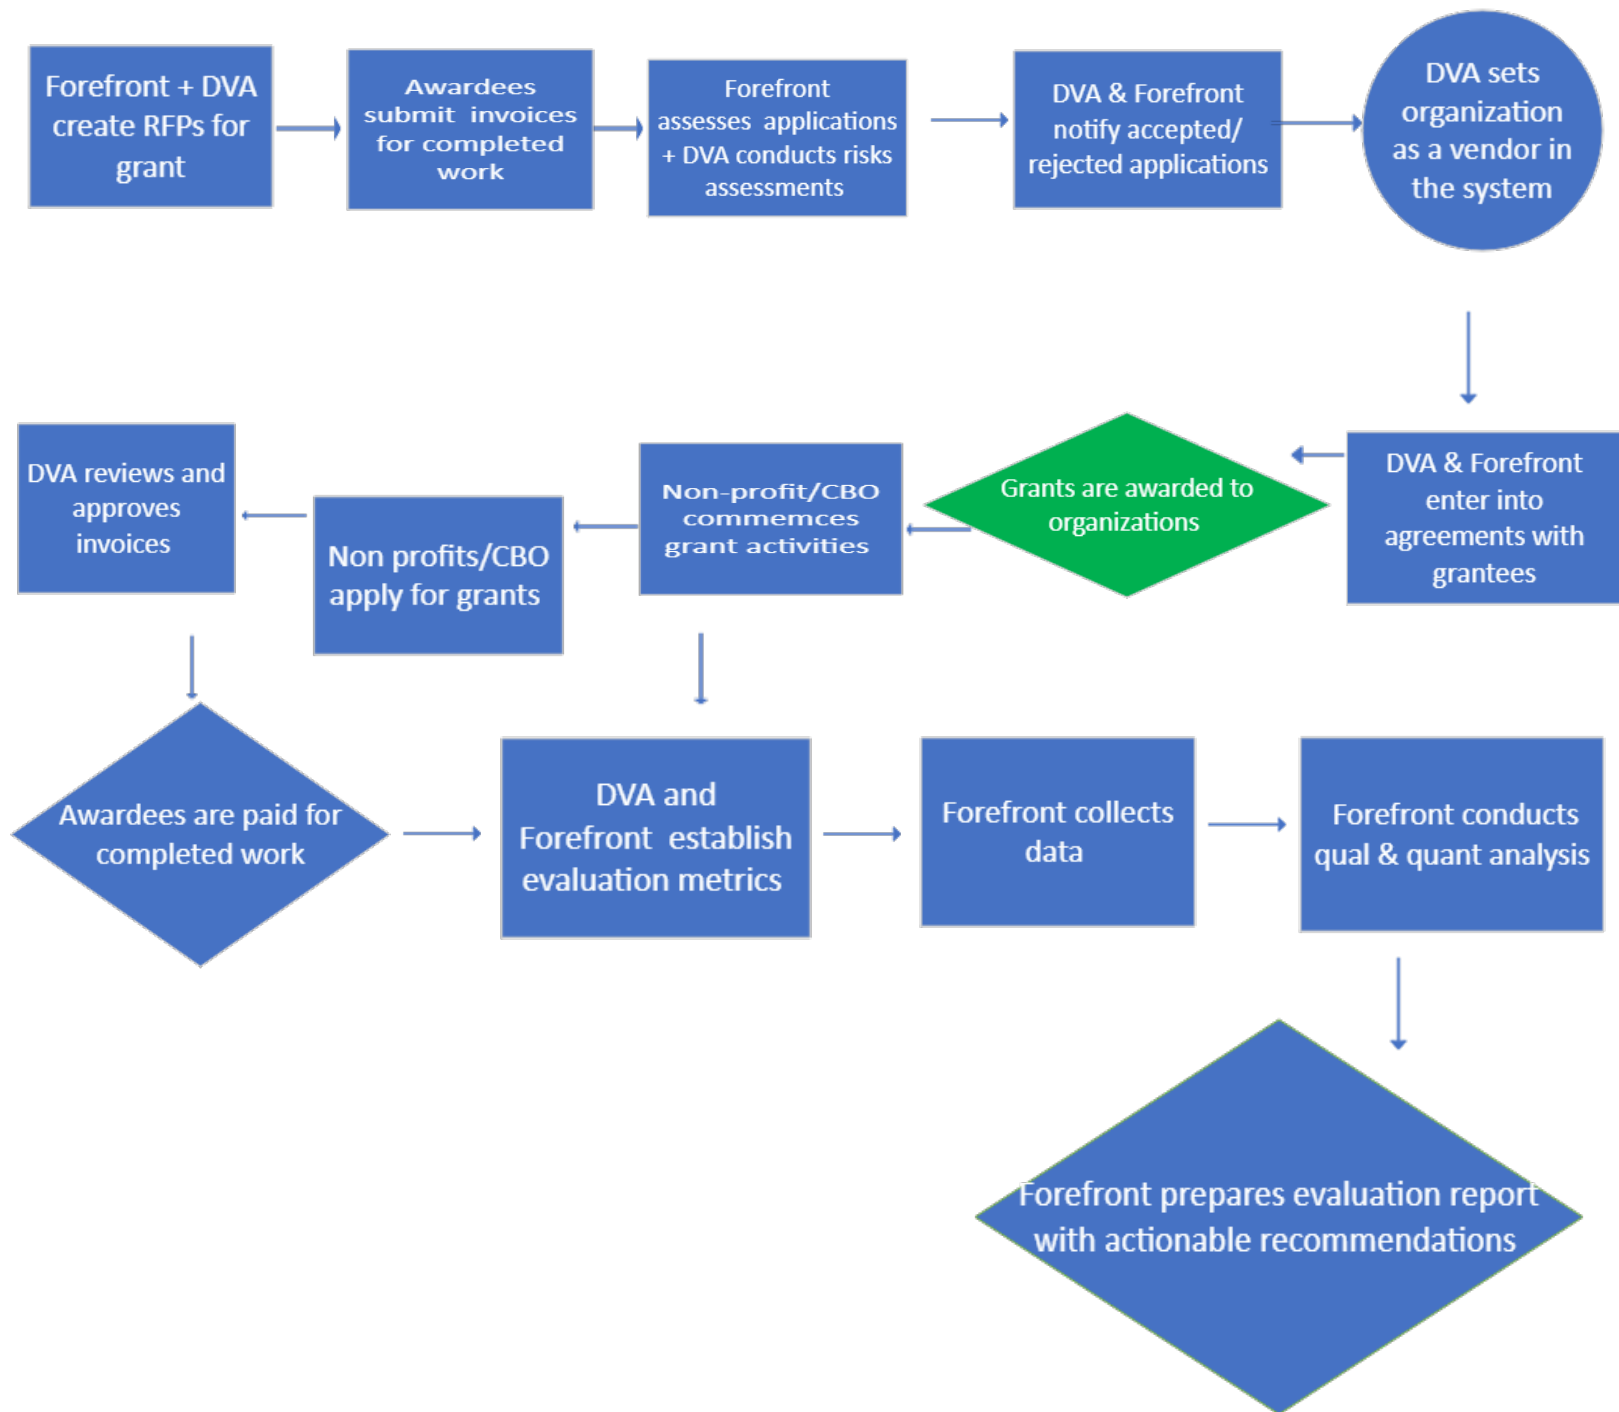 Forefront + DVA
create RFPs for
grant
Awardees
submit invoices
for completed
work
Forefront
assesses applications
+ DVA conducts risks
assessments
DVA & Forefront
notify accepted/
rejected applications
DVA sets
organization
as a vendor in
the system
DVA & Forefront
enter into
agreements with
grantees
Grants are awarded to
organizations
Non-profit/CBO
commemces
grant activities
Non profits/CBO
apply for grants
DVA reviews and
approves
invoices
Awardees are paid for
completed work
DVA and
Forefront establish
evaluation metrics
Forefront collects
data
Forefront conducts
qual & quant analysis
Forefront prepares evaluation report
with actionable recommendations